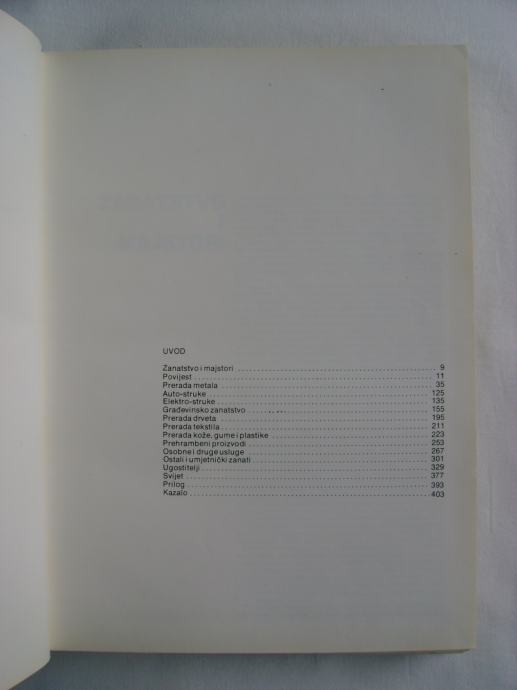 UVOD
Zanatstvo i majstori 9
Povijest 11
Prerada metala 35
Auto-struke 125
Elektro-struke 135
Građevinsko zanatstvo 155
Prerada drveta 195
Prerada tekstila 211
Prerada kože, gume i plastike 223
Prehrambeni proizvodi 253
Osobne i druge usluge 267
Ostali i umjetnički zanati 301
Ugostitelji 329
Svijet 377
Prilog 393
Kazalo 403